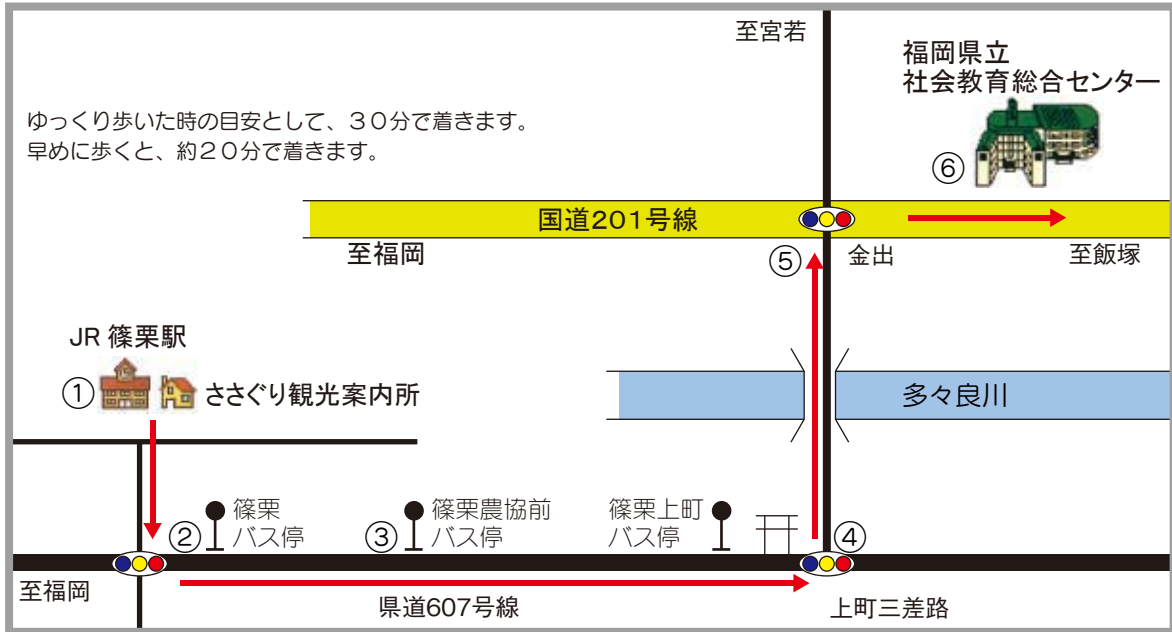 至宮若
福岡県立
社会教育総合センター
ゆっくり歩いた時の目安として、３０分で着きます。
早めに歩くと、約２０分で着きます。
⑥
国道201号線
至福岡
⑤
金出
至飯塚
JR 篠栗駅
①
ささぐり観光案内所
多々良川
②
篠栗
バス停
③
篠栗農協前
バス停
篠栗上町
バス停
④
至福岡
県道607号線
上町三差路